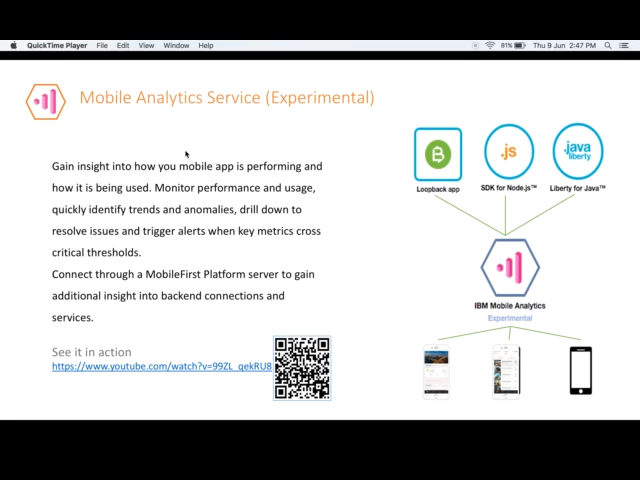 QuickTime Player File Edit View Window Help 81% Thu 9 Jun 2:47 PM
Mobile Analytics Service (Experimental)
Gain insight into how you mobile app is performing and
how it is being used. Monitor performance and usage,
quickly identify trends and anomalies, drill down to
resolve issues and trigger alerts when key metrics cross
critical thresholds.
Connect through a MobileFirst Platform server to gain
additional insight into backend connections and
services.
See it in action
https://www.youtube.com/watch?v=99ZL_qekRU8
B
.js
.java
liberty
Loopback app
SDK for Node.js™
Liberty for Java™
IBM Mobile Analytics
Experimental